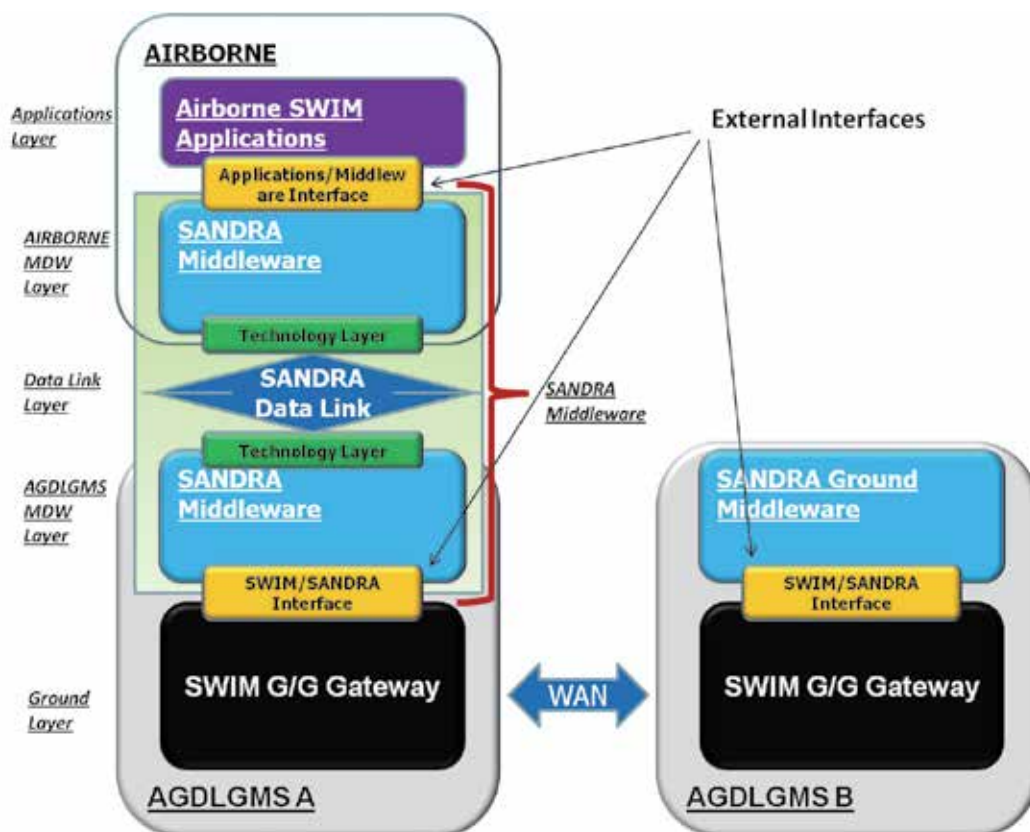 AIRBORNE
Applications
Layer
Airborne SWIM
Applications
External Interfaces
Applications/Middlew
are Interface
AIRBORNE
MDW
Layer
SANDRA
Middleware
Technology Layer
Data Link
Layer
SANDRA
Data Link
SANDRA
Middleware
Technology Layer
AGDLGMS
MDW
Layer
SANDRA
Middleware
SANDRA Ground
Middleware
SWIM/SANDRA
Interface
SWIM/SANDRA
Interface
Ground
Layer
SWIM G/G Gateway
WAN
SWIM G/G Gateway
AGDLGMS A
AGDLGMS B